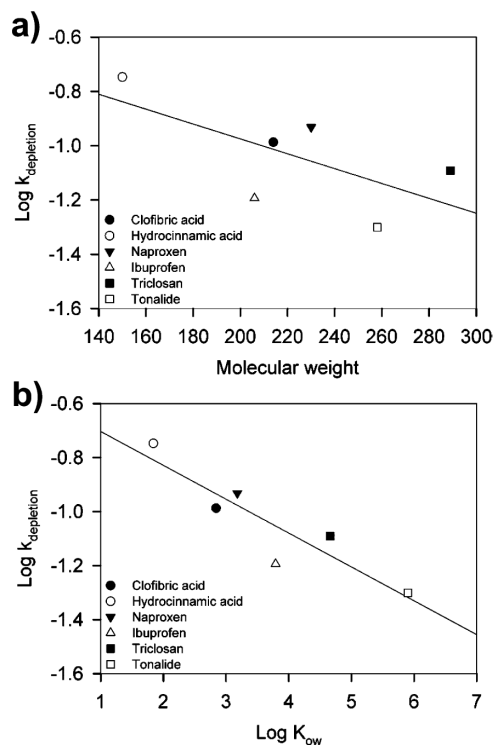 a)
-0.6
-0.8
-1.0
-1.2
-1.4
-1.6
Log k_depletion
Clofibric acid
Hydrocinnamic acid
Naproxen
Ibuprofen
Triclosan
Tonalide
140 160 180 200 220 240 260 280 300
Molecular weight
b)
-0.6
-0.8
-1.0
-1.2
-1.4
-1.6
Log k_depletion
Clofibric acid
Hydrocinnamic acid
Naproxen
Ibuprofen
Triclosan
Tonalide
1 2 3 4 5 6 7
Log K_ow